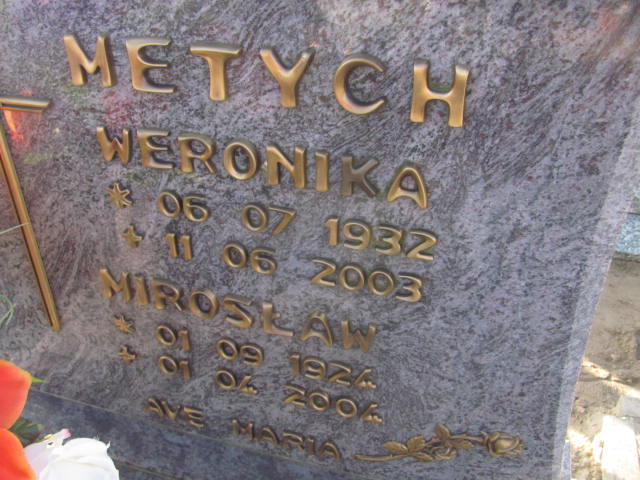 METYCH
WERONIKA
* 06 07 1932
+ 11 06 2003
MIROSŁAW
* 01 09 1924
+ 01 04 2004
AVE MARIA